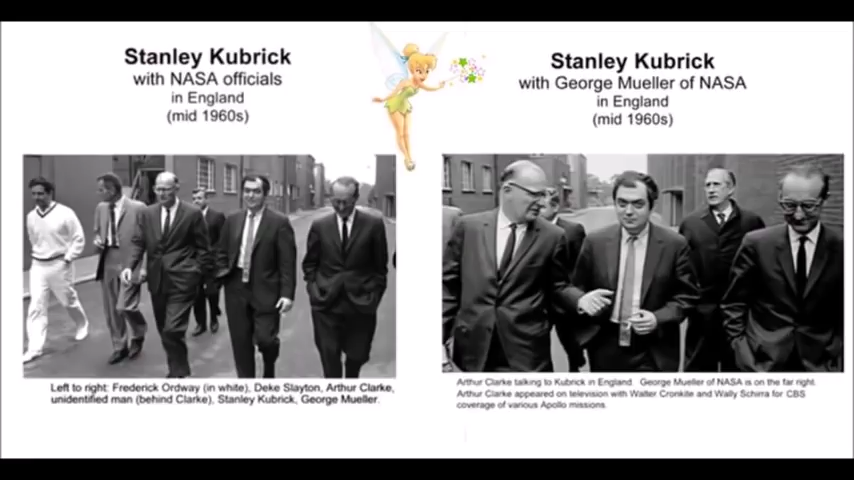 Stanley Kubrick
with NASA officials
in England
(mid 1960s)
Left to right: Frederick Ordway (in white), Deke Slayton, Arthur Clarke,
unidentified man (behind Clarke), Stanley Kubrick, George Mueller.
Stanley Kubrick
with George Mueller of NASA
in England
(mid 1960s)
Arthur Clarke talking to Kubrick in England. George Mueller of NASA is on the far right.
Arthur Clarke appeared on television with Walter Cronkite and Wally Schirra for CBS
coverage of various Apollo missions.